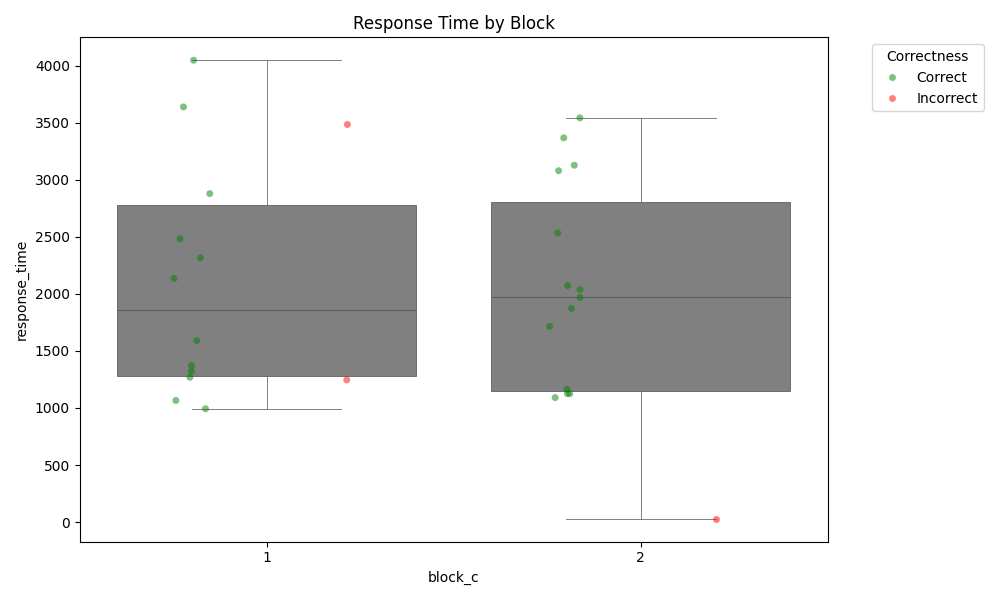 Response Time by Block
Correctness
Correct
Incorrect
response_time
4000
3500
3000
2500
2000
1500
1000
500
0
1
2
block_c